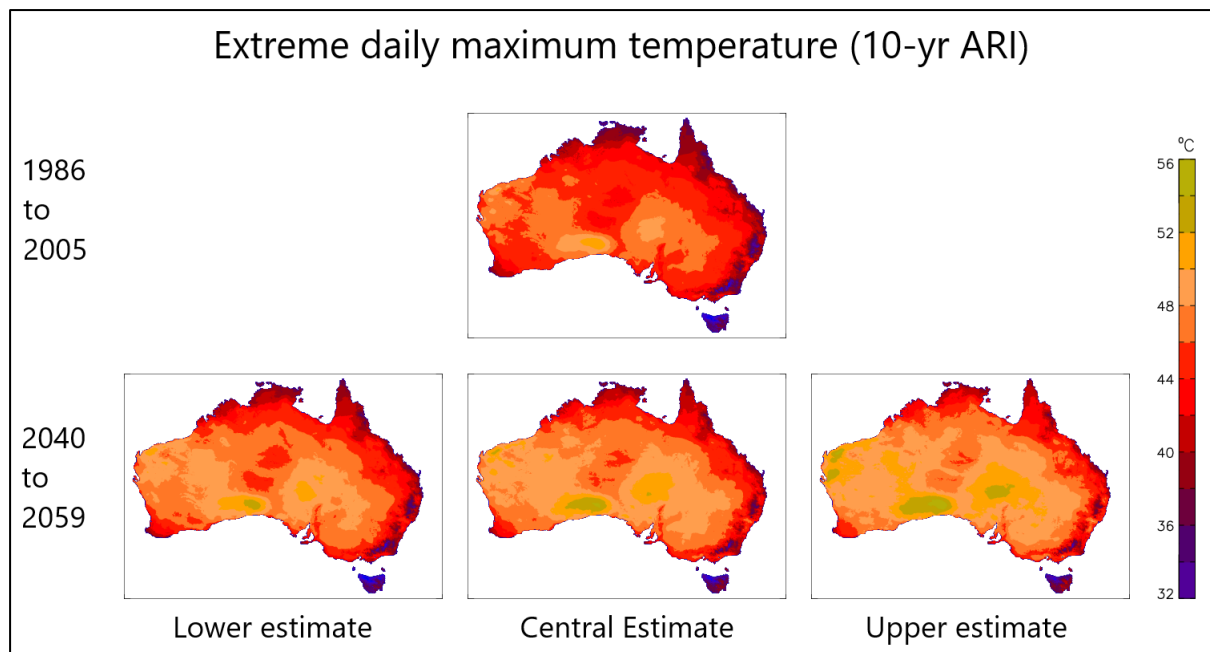 Extreme daily maximum temperature (10-yr ARI)
1986
to
2005
°C
56
52
48
44
40
36
32
2040
to
2059
Lower estimate
Central Estimate
Upper estimate